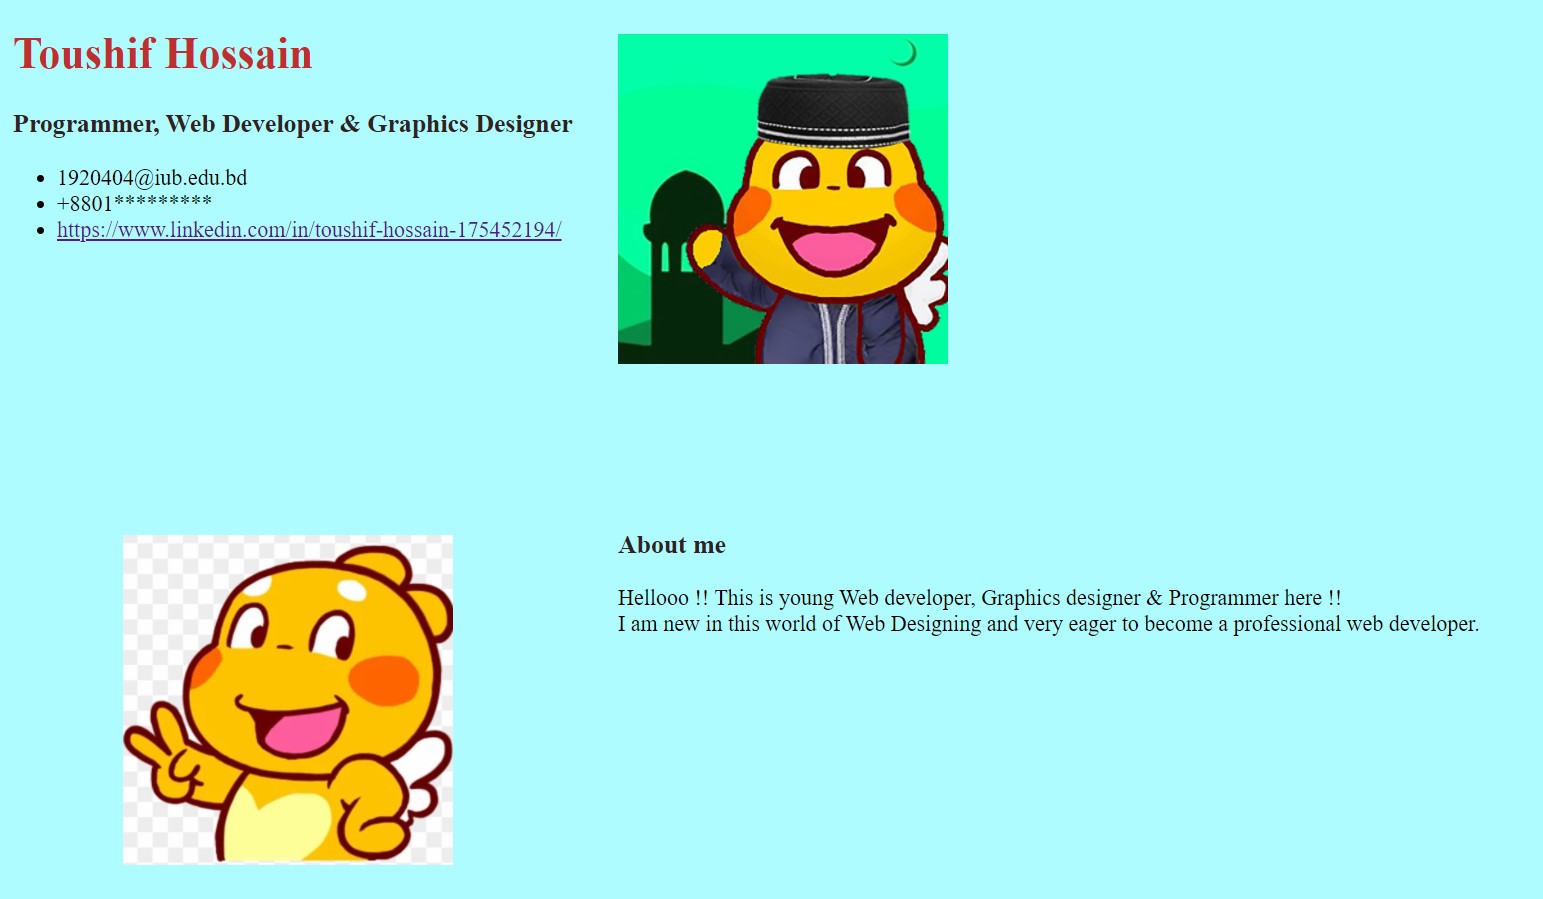 Toushif Hossain
Programmer, Web Developer & Graphics Designer
1920404@iub.edu.bd
+8801*********
https://www.linkedin.com/in/toushif-hossain-175452194/
About me
Hellooo !! This is young Web developer, Graphics designer & Programmer here !!
I am new in this world of Web Designing and very eager to become a professional web developer.